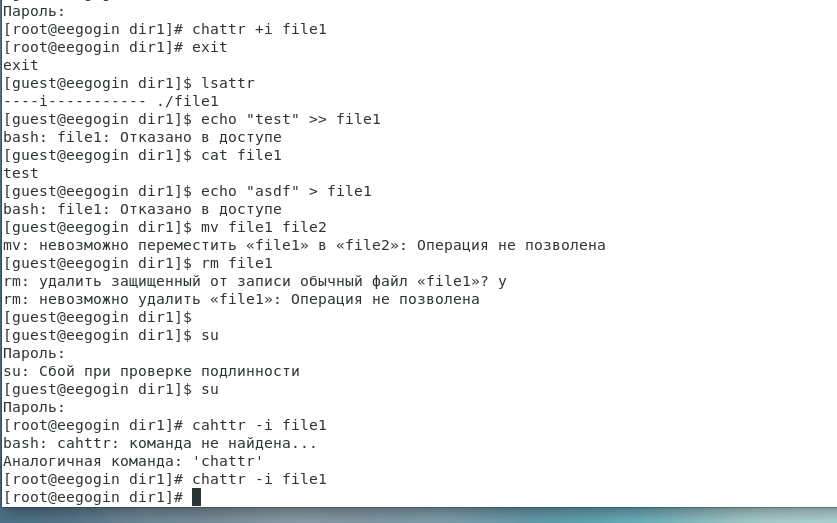 Пароль:
[root@eegogin dir1]# chattr +i file1
[root@eegogin dir1]# exit
exit
[guest@eegogin dir1]$ lsattr
----i----------- ./file1
[guest@eegogin dir1]$ echo "test" >> file1
bash: file1: Отказано в доступе
[guest@eegogin dir1]$ cat file1
test
[guest@eegogin dir1]$ echo "asdf" > file1
bash: file1: Отказано в доступе
[guest@eegogin dir1]$ mv file1 file2
mv: невозможно переместить «file1» в «file2»: Операция не позволена
[guest@eegogin dir1]$ rm file1
rm: удалить защищенный от записи обычный файл «file1»? y
rm: невозможно удалить «file1»: Операция не позволена
[guest@eegogin dir1]$
[guest@eegogin dir1]$ su
Пароль:
su: Сбой при проверке подлинности
[guest@eegogin dir1]$ su
Пароль:
[root@eegogin dir1]# cahttr -i file1
bash: cahttr: команда не найдена...
Аналогичная команда: 'chattr'
[root@eegogin dir1]# chattr -i file1
[root@eegogin dir1]#